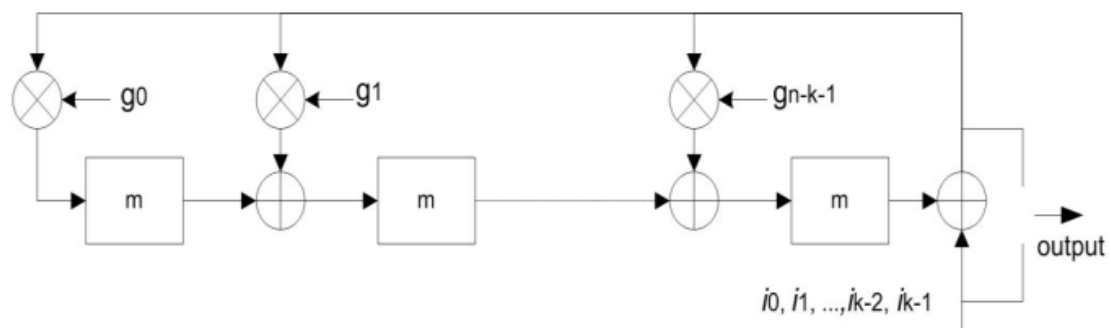 g0
g1
gn-k-1
m
m
m
output
i0, i1, ...,ik-2, ik-1